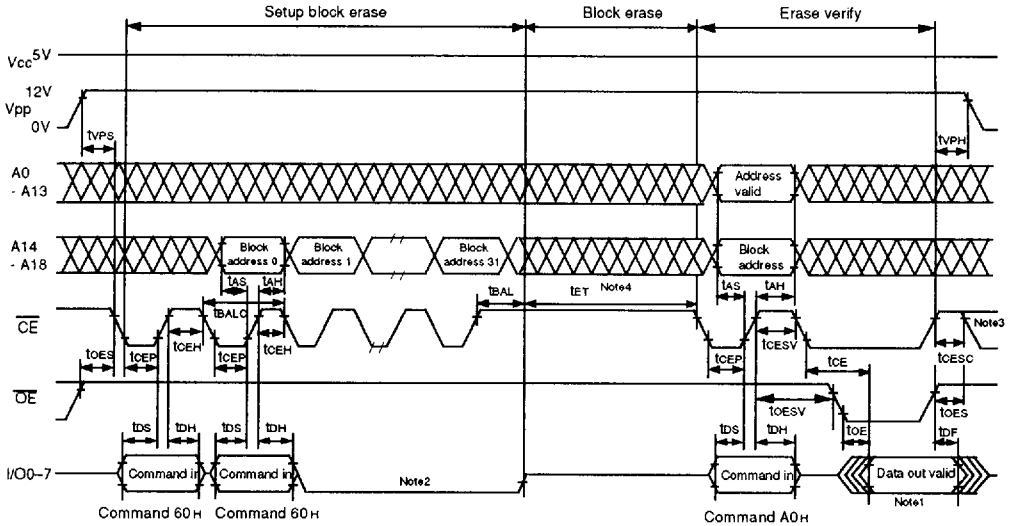 Setup block erase Block erase Erase verify
Vcc 5V
12V
Vpp
0V
tVPS tVPH
A0
- A13
Address
valid
A14
- A18
Block
address 0
Block
address 1
Block
address 31
Block
address
tAS tAH tBAL tET Note4 tAS tAH
tBALC
CE
Note3
tCEH tCEH tCESV
tOES tCEP tCEP tCEP tCE tCESC
OE
tOESV tOES
tDS tDH tDS tDH tDS tDH tOE tDF
I/O0–7
Command in Command in Note2 Command in Data out valid
Note1
Command 60H Command 60H Command A0H